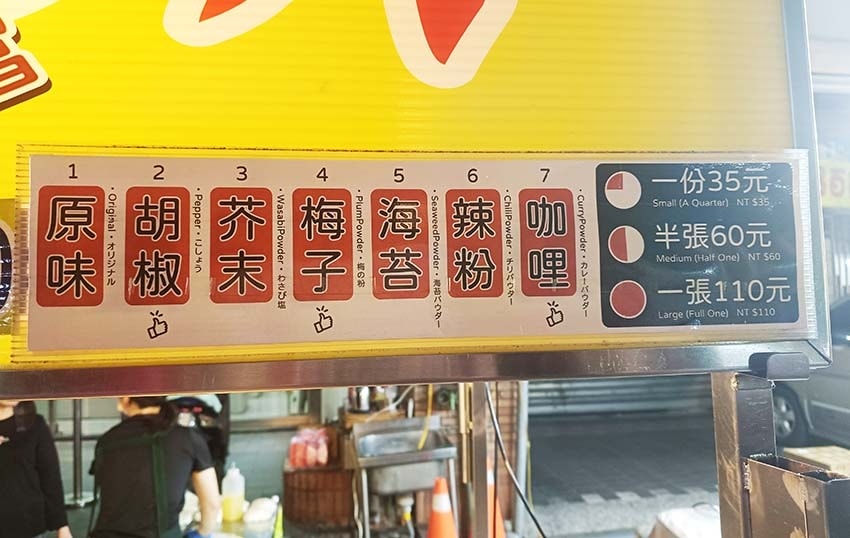 1
原味
·Original·オリジナル
2
胡椒
·Pepper·こしょう
3
芥末
·WasabiPowder·わさび塩
4
梅子
·PlumPowder·梅の粉
5
海苔
·SeaweedPowder·海苔パウダー
6
辣粉
·ChiliPowder·チリパウダー
7
咖哩
·CurryPowder·カレーパウダー
一份35元
Small (A Quarter) NT $35
半張60元
Medium (Half One) NT $60
一張110元
Large (Full One) NT $110